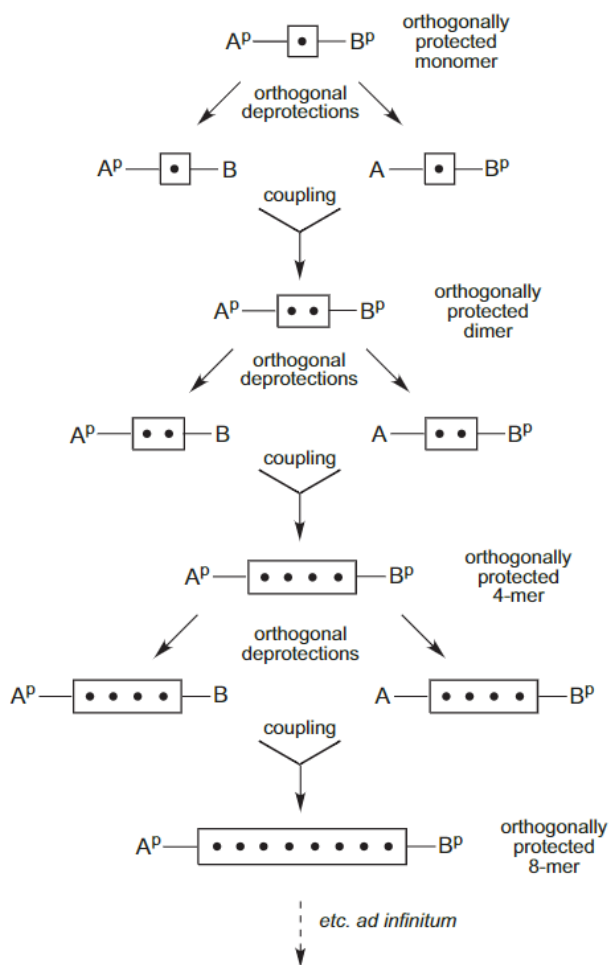 Aᵖ Bᵖ
orthogonally
protected
monomer
orthogonal
deprotections
Aᵖ B A Bᵖ
coupling
Aᵖ Bᵖ
orthogonally
protected
dimer
orthogonal
deprotections
Aᵖ B A Bᵖ
coupling
Aᵖ Bᵖ
orthogonally
protected
4-mer
orthogonal
deprotections
Aᵖ B A Bᵖ
coupling
Aᵖ Bᵖ
orthogonally
protected
8-mer
etc. ad infinitum